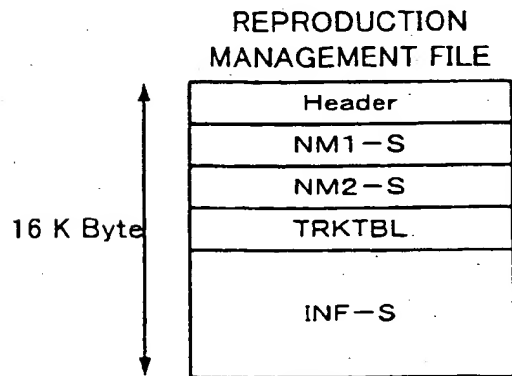 REPRODUCTION
MANAGEMENT FILE
Header
NM1-S
NM2-S
16 K Byte
TRKTBL
INF-S